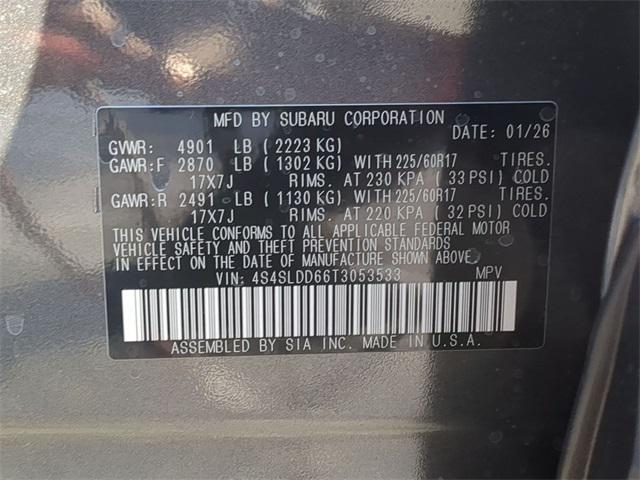 MFD BY SUBARU CORPORATION
DATE: 01/26
GVWR: 4901 LB ( 2223 KG)
GAWR:F 2870 LB ( 1302 KG) WITH 225/60R17 TIRES.
17X7J RIMS. AT 230 KPA ( 33 PSI) COLD
GAWR:R 2491 LB ( 1130 KG) WITH 225/60R17 TIRES.
17X7J RIMS. AT 220 KPA ( 32 PSI) COLD
THIS VEHICLE CONFORMS TO ALL APPLICABLE FEDERAL MOTOR
VEHICLE SAFETY AND THEFT PREVENTION STANDARDS
IN EFFECT ON THE DATE OF MANUFACTURE SHOWN ABOVE.
VIN: 4S4SLDD66T3053533 MPV
ASSEMBLED BY SIA INC. MADE IN U.S.A.